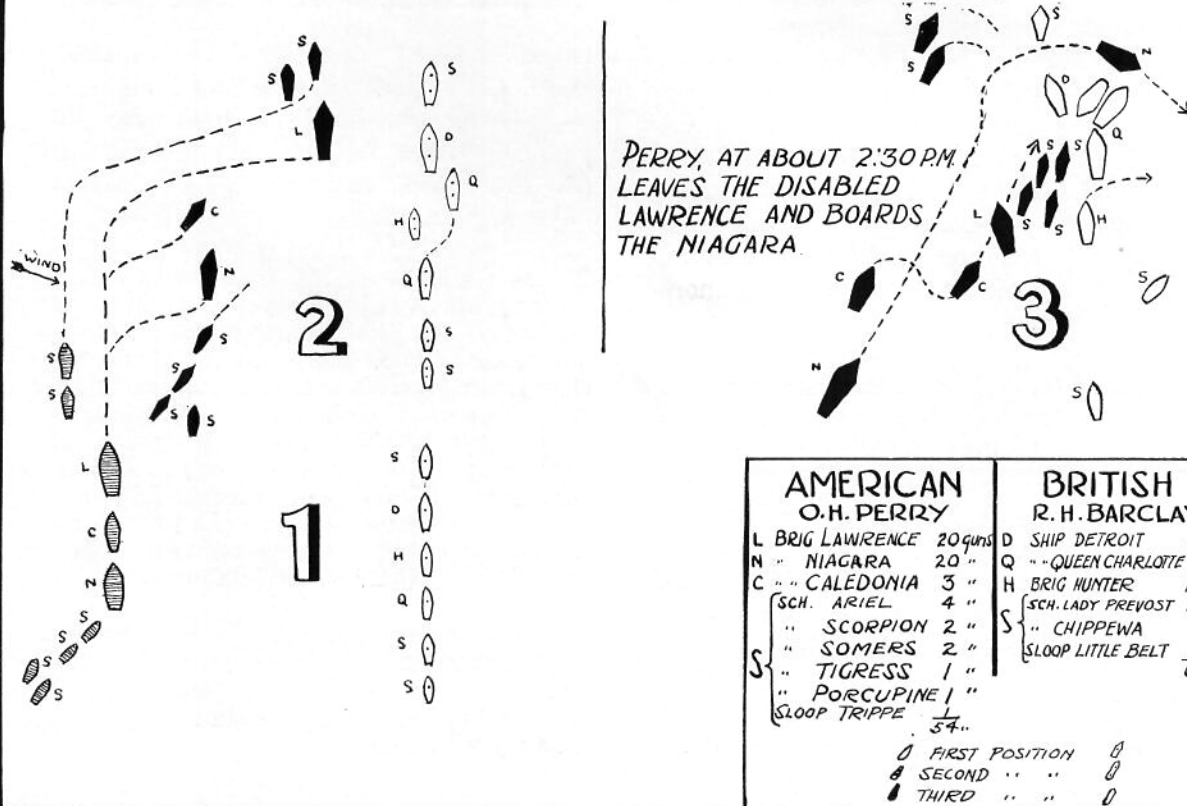 S
S
S
L
D
Q
C
H
WIND
N
Q
2
S
S
S
S
S
S
S
S
L
S
C
1
D
H
N
Q
S
S
S
S
S
S
PERRY, AT ABOUT 2:30 P.M.
LEAVES THE DISABLED
LAWRENCE AND BOARDS
THE NIAGARA
S
S
S
N
D
Q
S
S
S
S
L
H
C
C
S
3
N
S
AMERICAN
O.H. PERRY
L BRIG LAWRENCE 20 guns
N " NIAGARA 20 "
C " " CALEDONIA 3 "
S
SCH. ARIEL 4 "
" SCORPION 2 "
" SOMERS 2 "
" TIGRESS 1 "
" PORCUPINE 1 "
SLOOP TRIPPE 1
54 "
BRITISH
R.H. BARCLAY
D SHIP DETROIT
Q " " QUEEN CHARLOTTE
H BRIG HUNTER
S
SCH. LADY PREVOST
" CHIPPEWA
SLOOP LITTLE BELT
FIRST POSITION
SECOND " "
THIRD " "